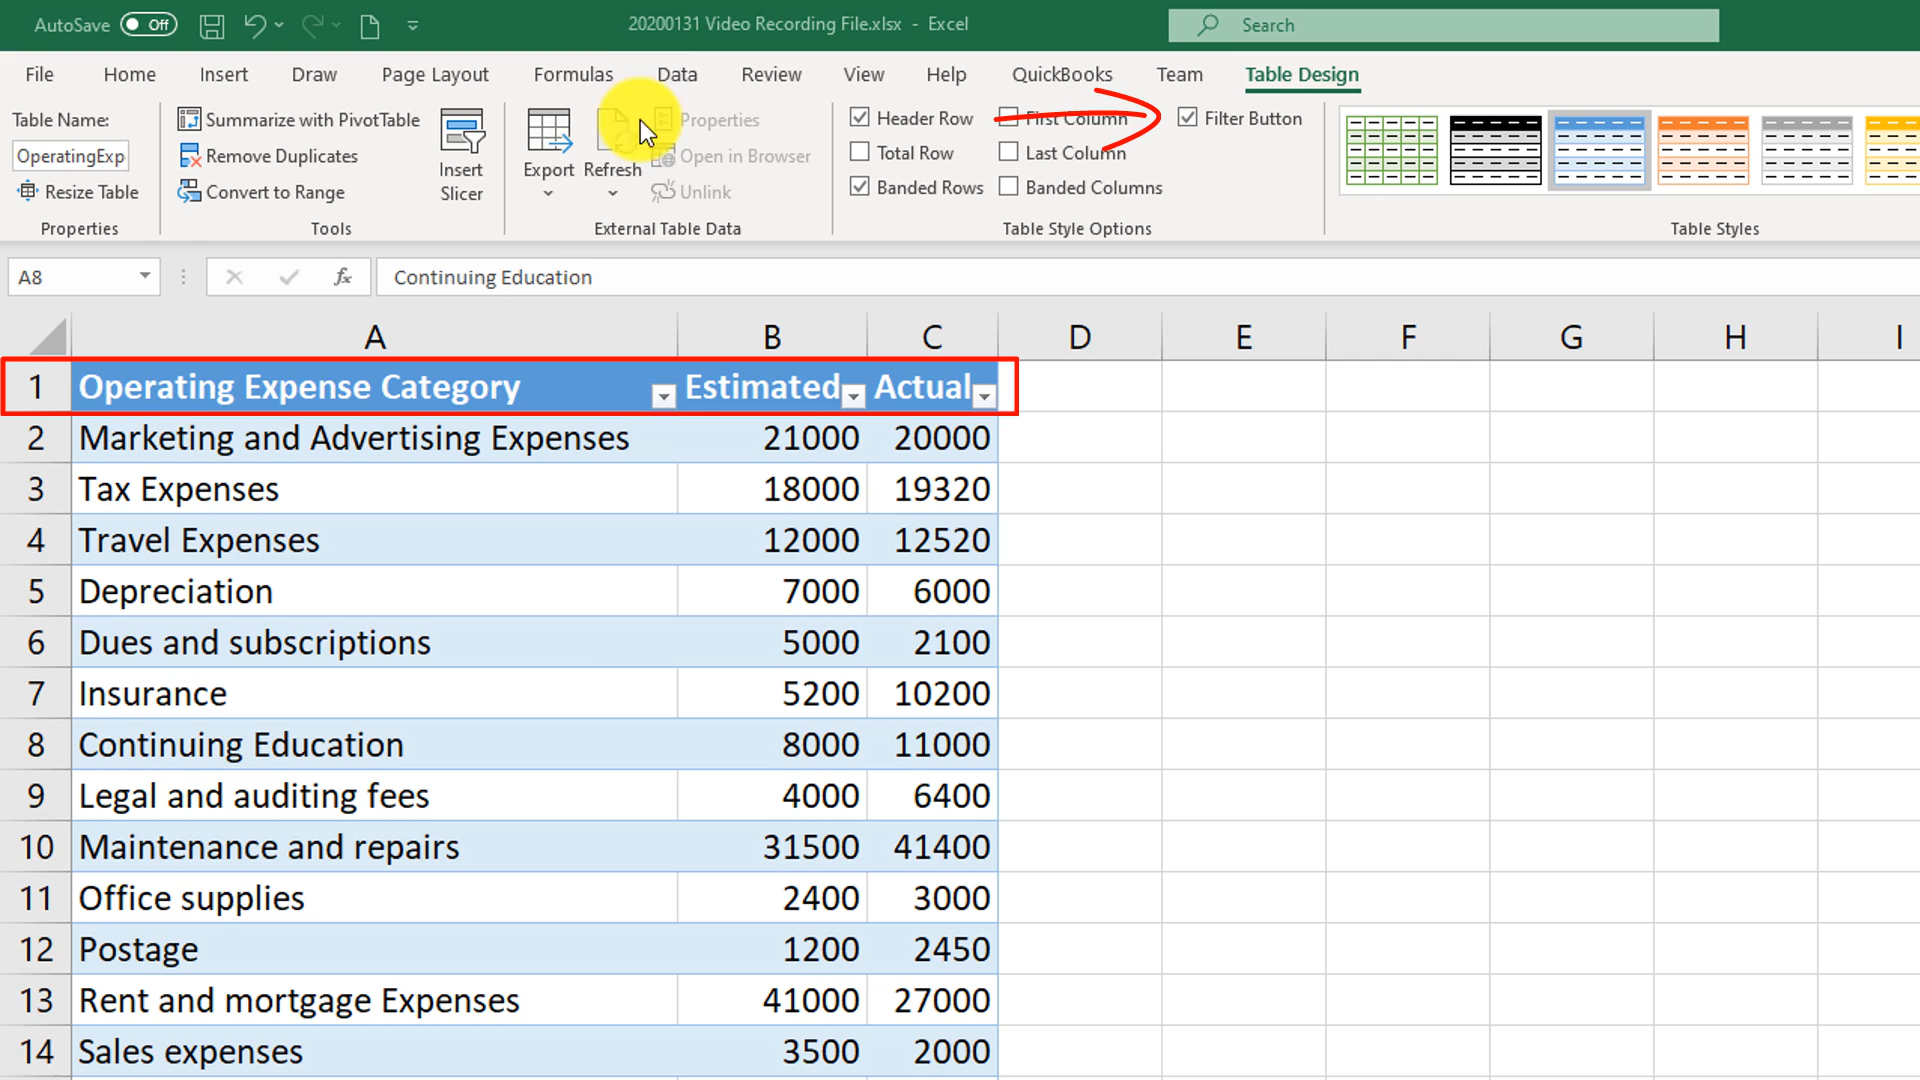 AutoSave Off 20200131 Video Recording File.xlsx - Excel Search
File Home Insert Draw Page Layout Formulas Data Review View Help QuickBooks Team Table Design
Table Name:
OperatingExp
Resize Table
Properties
Summarize with PivotTable
Remove Duplicates
Convert to Range
Insert
Slicer
Tools
Export
Refresh
Properties
Open in Browser
Unlink
External Table Data
Header Row
Total Row
Banded Rows
First Column
Last Column
Banded Columns
Filter Button
Table Style Options
Table Styles
A8 fx Continuing Education
A B C D E F G H I
1 Operating Expense Category Estimated Actual
2 Marketing and Advertising Expenses 21000 20000
3 Tax Expenses 18000 19320
4 Travel Expenses 12000 12520
5 Depreciation 7000 6000
6 Dues and subscriptions 5000 2100
7 Insurance 5200 10200
8 Continuing Education 8000 11000
9 Legal and auditing fees 4000 6400
10 Maintenance and repairs 31500 41400
11 Office supplies 2400 3000
12 Postage 1200 2450
13 Rent and mortgage Expenses 41000 27000
14 Sales expenses 3500 2000